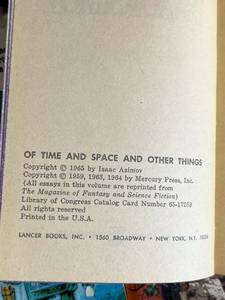 OF TIME AND SPACE AND OTHER THINGS
Copyright © 1965 by Isaac Asimov
Copyright © 1959, 1963, 1964 by Mercury Press, Inc.
(All essays in this volume are reprinted from
The Magazine of Fantasy and Science Fiction)
Library of Congress Catalog Card Number 65-17259
All rights reserved
Printed in the U.S.A.
LANCER BOOKS, INC. • 1560 BROADWAY • NEW YORK, N.Y.